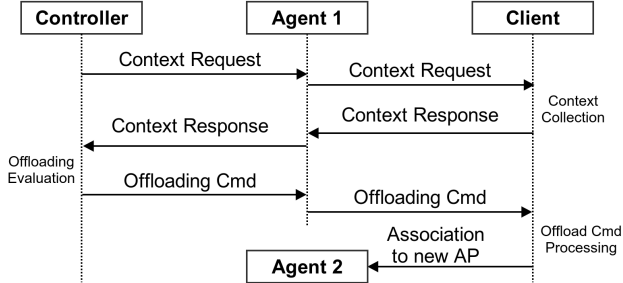 Controller
Agent 1
Client
Context Request
Context Request
Context
Collection
Context Response
Context Response
Offloading
Evaluation
Offloading Cmd
Offloading Cmd
Offload Cmd
Processing
Association
to new AP
Agent 2